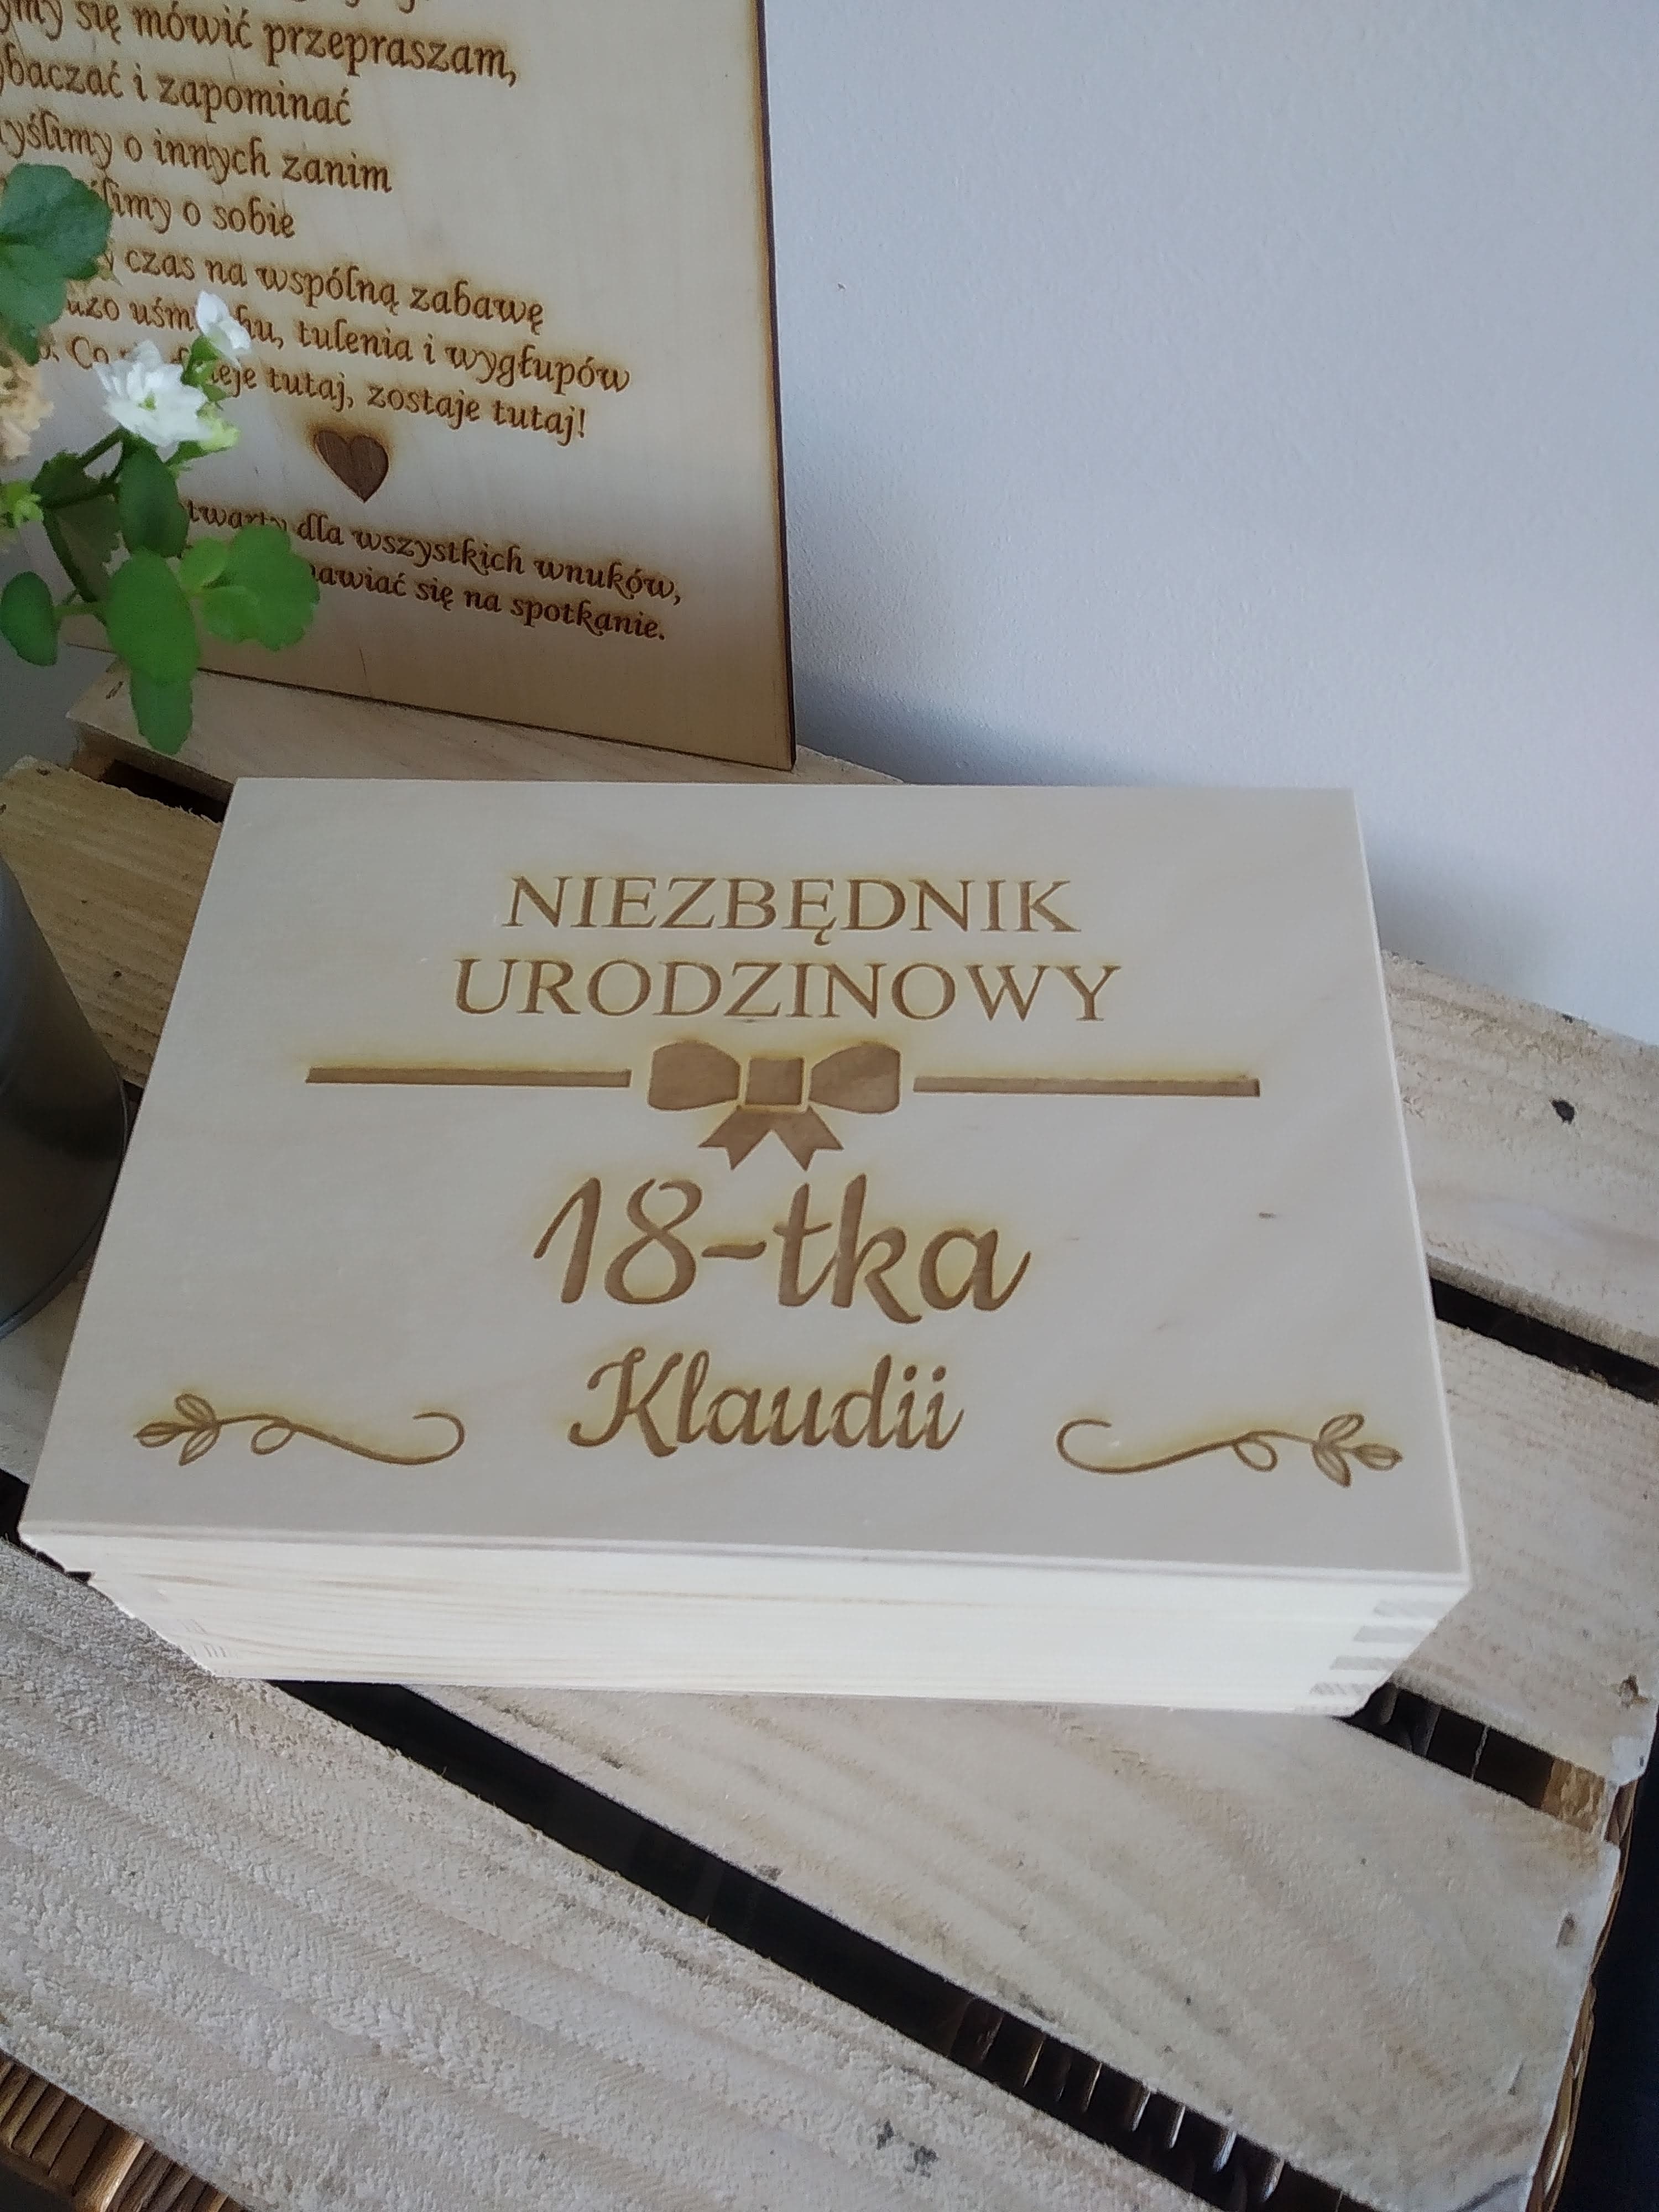 się mówić przepraszam,
i zapominać
o innych zanim
o sobie
czas na wspólną zabawę
tulenia i wygłupów
Co tutaj, zostaje tutaj!
dla wszystkich wnuków,
się na spotkanie.
NIEZBĘDNIK
URODZINOWY
18-tka
Klaudii